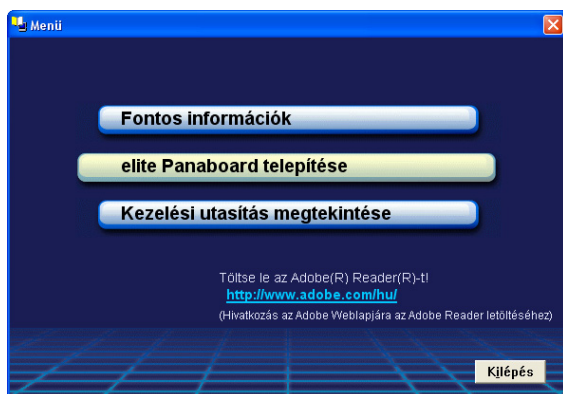 Menü
Fontos információk
elite Panaboard telepítése
Kezelési utasítás megtekintése
Töltse le az Adobe(R) Reader(R)-t!
http://www.adobe.com/hu/
(Hivatkozás az Adobe Weblapjára az Adobe Reader letöltéséhez)
Kilépés